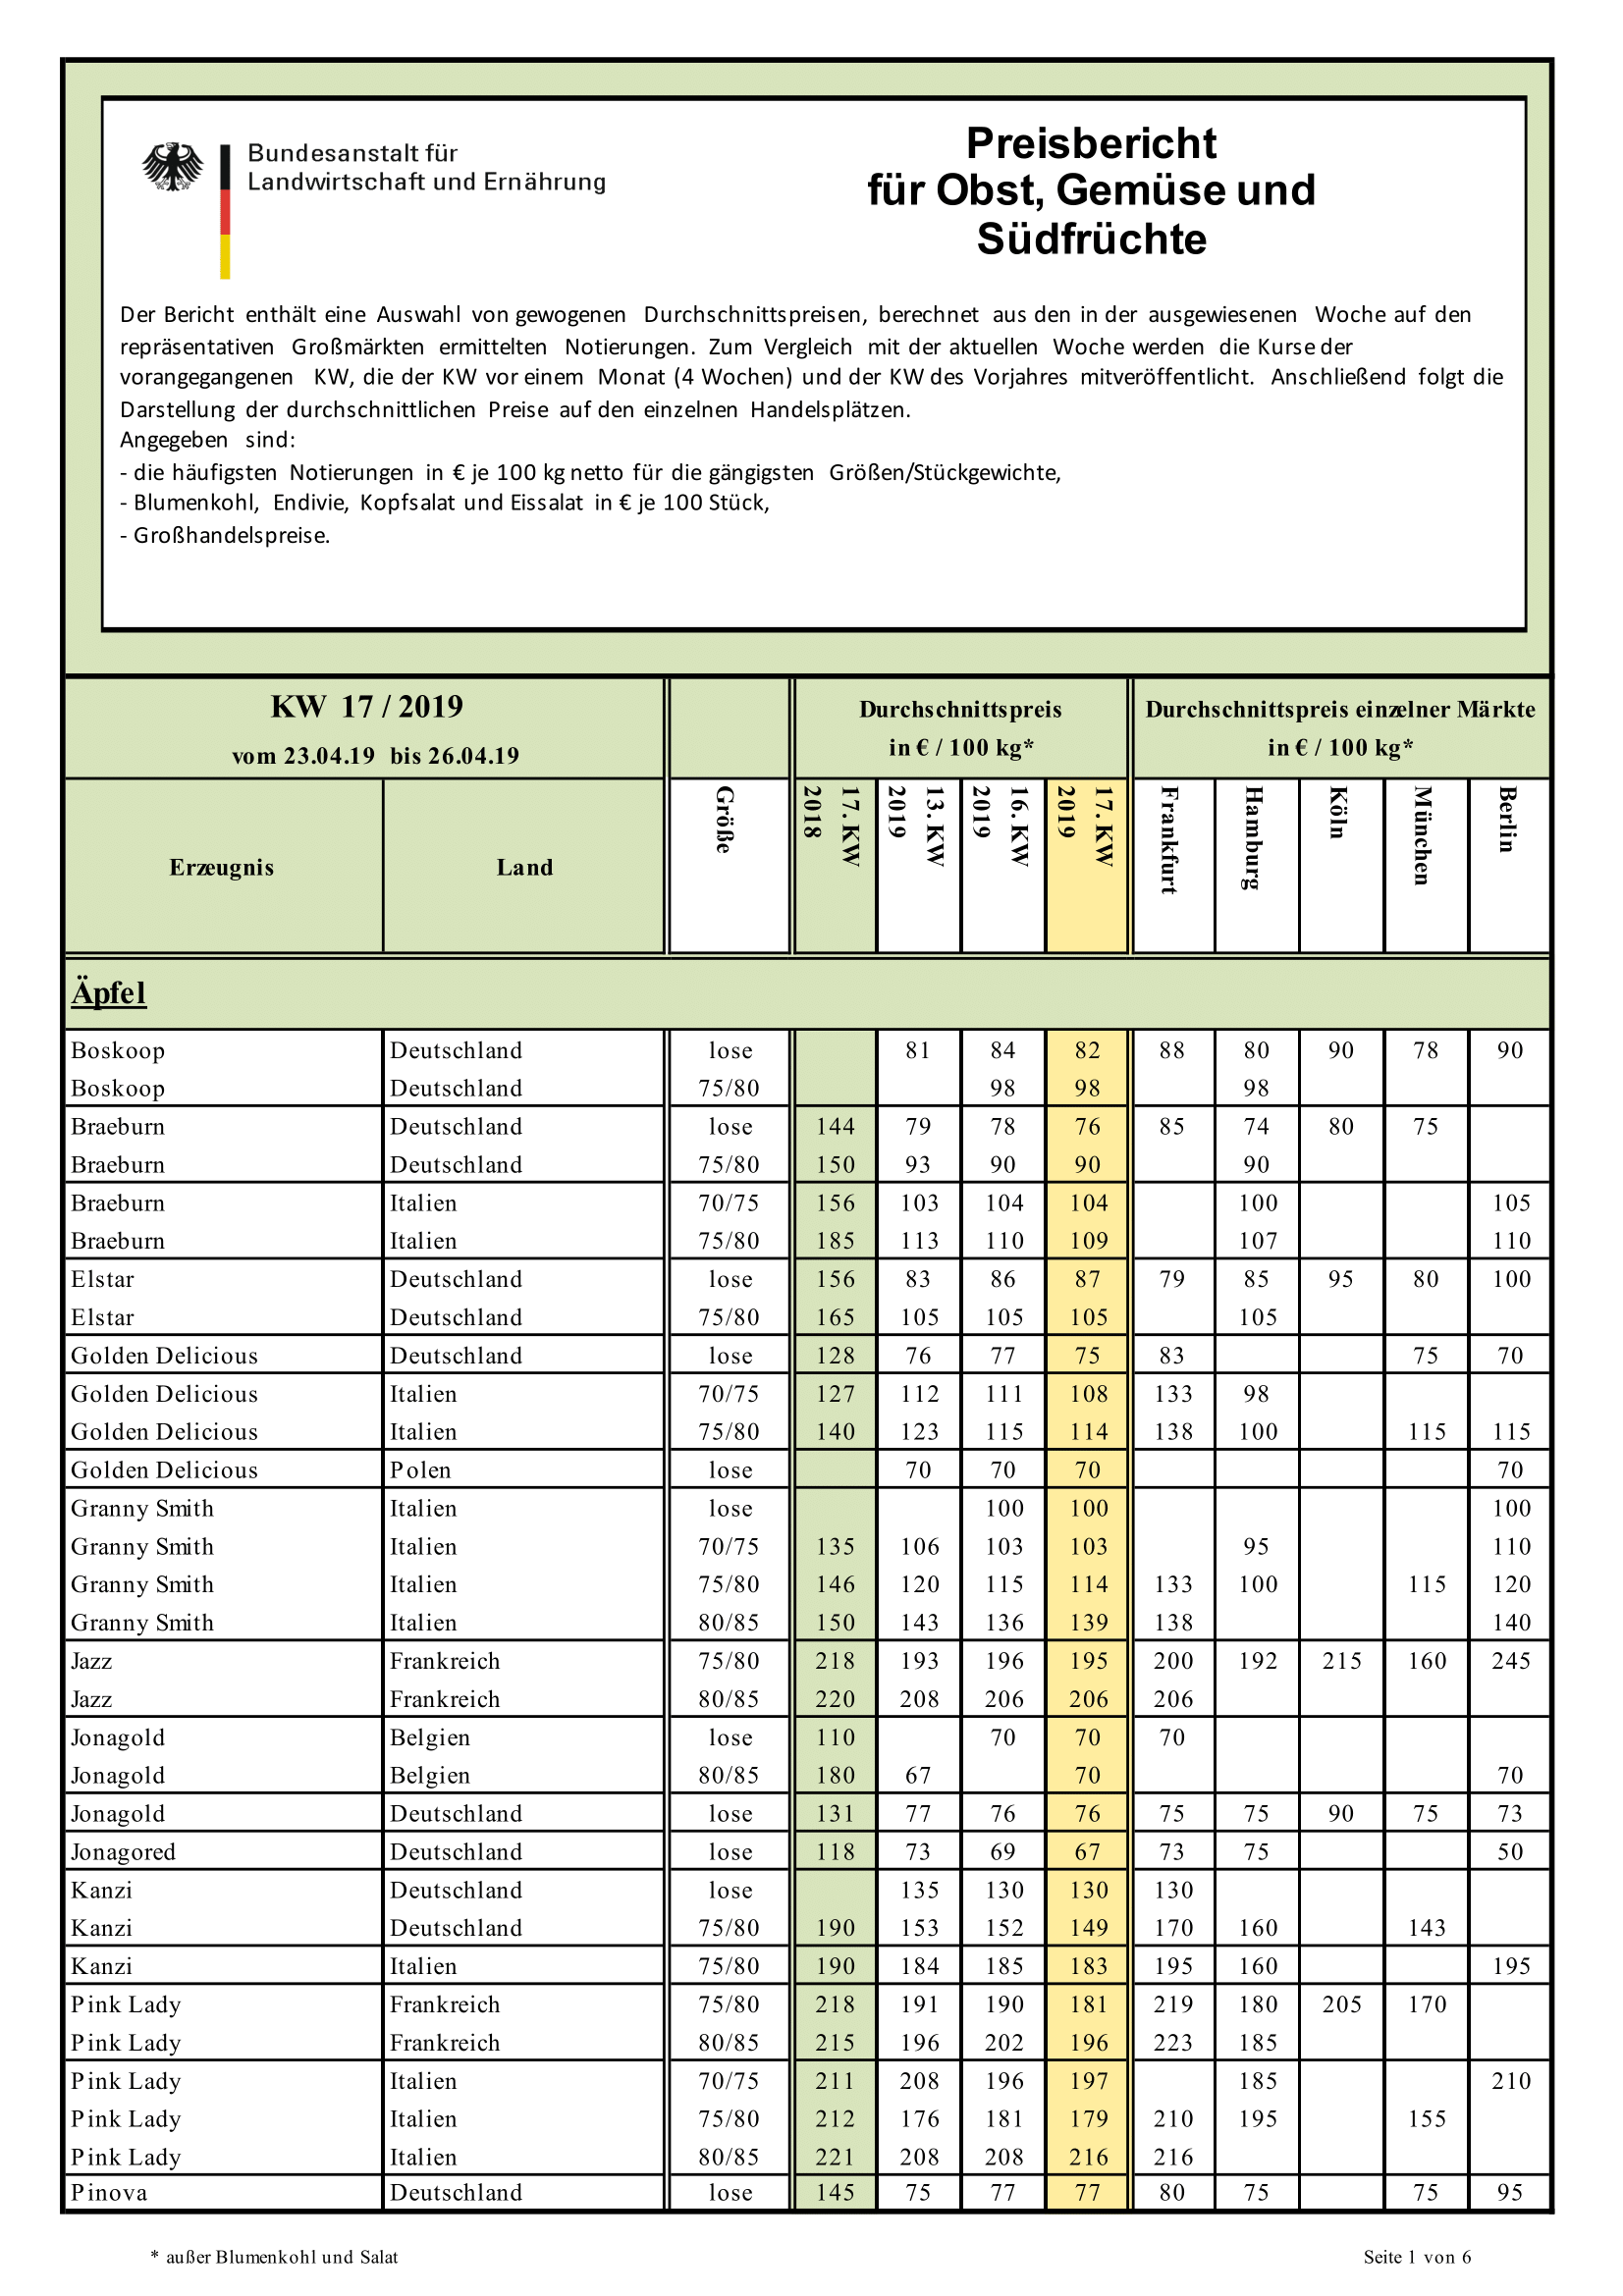 Bundesanstalt für
Landwirtschaft und Ernährung
Preisbericht
für Obst, Gemüse und
Südfrüchte
Der Bericht enthält eine Auswahl von gewogenen Durchschnittspreisen, berechnet aus den in der ausgewiesenen Woche auf den
repräsentativen Großmärkten ermittelten Notierungen. Zum Vergleich mit der aktuellen Woche werden die Kurse der
vorangegangenen KW, die der KW vor einem Monat (4 Wochen) und der KW des Vorjahres mitveröffentlicht. Anschließend folgt die
Darstellung der durchschnittlichen Preise auf den einzelnen Handelsplätzen.
Angegeben sind:
- die häufigsten Notierungen in € je 100 kg netto für die gängigsten Größen/Stückgewichte,
- Blumenkohl, Endivie, Kopfsalat und Eissalat in € je 100 Stück,
- Großhandelspreise.
KW 17 / 2019
vom 23.04.19 bis 26.04.19
Durchschnittspreis
in € / 100 kg*
Durchschnittspreis einzelner Märkte
in € / 100 kg*
Erzeugnis
Land
Größe
17. KW
2018
13. KW
2019
16. KW
2019
17. KW
2019
Frankfurt
Hamburg
Köln
München
Berlin
Äpfel
Boskoop Deutschland lose 81 84 82 88 80 90 78 90
Boskoop Deutschland 75/80 98 98 98
Braeburn Deutschland lose 144 79 78 76 85 74 80 75
Braeburn Deutschland 75/80 150 93 90 90 90
Braeburn Italien 70/75 156 103 104 104 100 105
Braeburn Italien 75/80 185 113 110 109 107 110
Elstar Deutschland lose 156 83 86 87 79 85 95 80 100
Elstar Deutschland 75/80 165 105 105 105 105
Golden Delicious Deutschland lose 128 76 77 75 83 75 70
Golden Delicious Italien 70/75 127 112 111 108 133 98
Golden Delicious Italien 75/80 140 123 115 114 138 100 115 115
Golden Delicious Polen lose 70 70 70 70
Granny Smith Italien lose 100 100 100
Granny Smith Italien 70/75 135 106 103 103 95 110
Granny Smith Italien 75/80 146 120 115 114 133 100 115 120
Granny Smith Italien 80/85 150 143 136 139 138 140
Jazz Frankreich 75/80 218 193 196 195 200 192 215 160 245
Jazz Frankreich 80/85 220 208 206 206 206
Jonagold Belgien lose 110 70 70 70
Jonagold Belgien 80/85 180 67 70 70
Jonagold Deutschland lose 131 77 76 76 75 75 90 75 73
Jonagored Deutschland lose 118 73 69 67 73 75 50
Kanzi Deutschland lose 135 130 130 130
Kanzi Deutschland 75/80 190 153 152 149 170 160 143
Kanzi Italien 75/80 190 184 185 183 195 160 195
Pink Lady Frankreich 75/80 218 191 190 181 219 180 205 170
Pink Lady Frankreich 80/85 215 196 202 196 223 185
Pink Lady Italien 70/75 211 208 196 197 185 210
Pink Lady Italien 75/80 212 176 181 179 210 195 155
Pink Lady Italien 80/85 221 208 208 216 216
Pinova Deutschland lose 145 75 77 77 80 75 75 95
* außer Blumenkohl und Salat
Seite 1 von 6